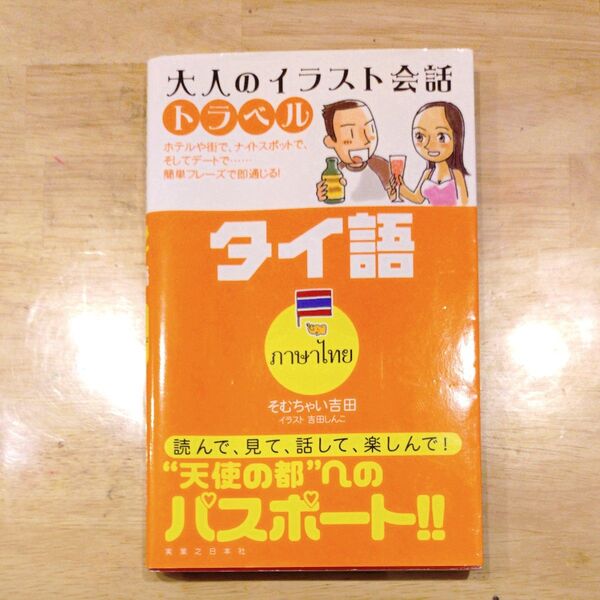 大人のイラスト会話
トラベル
ホテルや街で、ナイトスポットで、
そしてデートで……
簡単フレーズで即通じる!
タイ語
ภาษาไทย
そむちゃい吉田
イラスト 吉田しんこ
読んで、見て、話して、楽しんで!
“天使の都”への
パスポート!!
実業之日本社